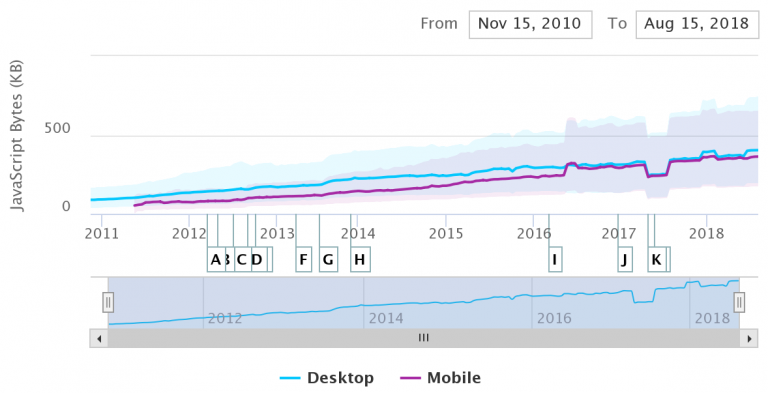 From Nov 15, 2010 To Aug 15, 2018
JavaScript Bytes (KB)
500
0
2011 2012 2013 2014 2015 2016 2017 2018
A B C D F G H I J K
2012 2014 2016 2018
Desktop Mobile